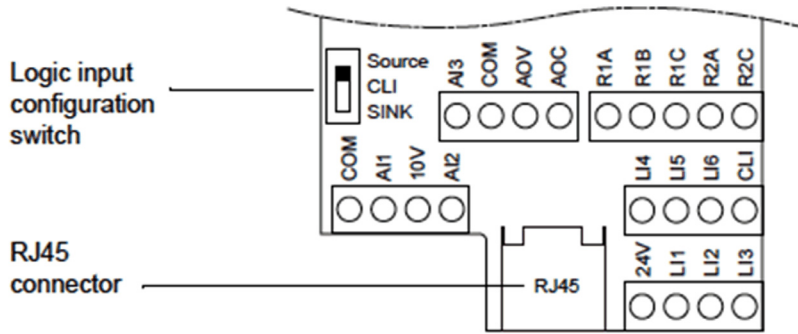 Logic input
configuration
switch
Source
CLI
SINK
AI3 COM AOV AOC
R1A R1B R1C R2A R2C
COM AI1 10V AI2
LI4 LI5 LI6 CLI
RJ45
connector
RJ45
24V LI1 LI2 LI3